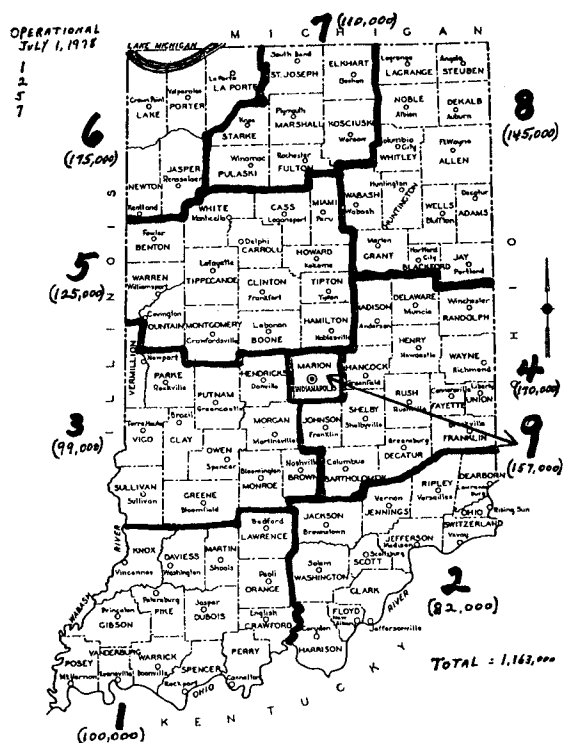 OPERATIONAL
JULY 1, 1978
1
2
5
7
7 (110,000)
M I C H I G A N
LAKE MICHIGAN
South Bend
ST. JOSEPH
ELKHART
Goshen
Lagrange
LAGRANGE
Angola
STEUBEN
La Porte
LA PORTE
Crown Point
LAKE
Valparaiso
PORTER
NOBLE
Albion
DEKALB
Auburn
8
(145,000)
Knox
STARKE
Plymouth
MARSHALL
KOSCIUSKO
Warsaw
Columbia City
WHITLEY
Ft Wayne
ALLEN
6
(175,000)
Winamac
PULASKI
Rochester
FULTON
NEWTON
Kentland
JASPER
Rensselaer
WABASH
Wabash
Huntington
HUNTINGTON
WELLS
Bluffton
Decatur
ADAMS
WHITE
Monticello
CASS
Logansport
MIAMI
Peru
Fowler
BENTON
Delphi
CARROLL
HOWARD
Kokomo
Marion
GRANT
Hartford City
BLACKFORD
JAY
Portland
5
(125,000)
WARREN
Williamsport
Lafayette
TIPPECANOE
CLINTON
Frankfort
TIPTON
Tipton
Covington
FOUNTAIN
MONTGOMERY
Crawfordsville
Lebanon
BOONE
HAMILTON
Noblesville
MADISON
Anderson
DELAWARE
Muncie
Winchester
RANDOLPH
I L L I N O I S
O H I O
Newport
VERMILLION
PARKE
Rockville
PUTNAM
Greencastle
HENDRICKS
Danville
MARION
INDIANAPOLIS
HANCOCK
Greenfield
HENRY
Newcastle
WAYNE
Richmond
4
(170,000)
3
(99,000)
Terre Haute
VIGO
Brazil
CLAY
OWEN
Spencer
MORGAN
Martinsville
JOHNSON
Franklin
SHELBY
Shelbyville
RUSH
Rushville
Connersville
FAYETTE
Liberty
UNION
Brookville
FRANKLIN
9
(157,000)
SULLIVAN
Sullivan
GREENE
Bloomfield
Bloomington
MONROE
Nashville
BROWN
Columbus
BARTHOLOMEW
Greensburg
DECATUR
Vernon
JENNINGS
RIPLEY
Versailles
DEARBORN
Lawrenceburg
OHIO
Rising Sun
SWITZERLAND
Vevay
KNOX
Vincennes
DAVIESS
Washington
MARTIN
Shoals
Bedford
LAWRENCE
JACKSON
Brownstown
JEFFERSON
Madison
Scottsburg
SCOTT
Salem
WASHINGTON
Paoli
ORANGE
CLARK
2
(82,000)
WABASH
RIVER
Princeton
GIBSON
Petersburg
PIKE
Jasper
DUBOIS
English
CRAWFORD
Corydon
HARRISON
FLOYD
New Albany
Jeffersonville
RIVER
POSEY
Mt Vernon
VANDERBURG
Evansville
WARRICK
Boonville
SPENCER
Rockport
PERRY
Cannelton
OHIO
TOTAL = 1,163,000
1
(100,000)
K E N T U C K Y